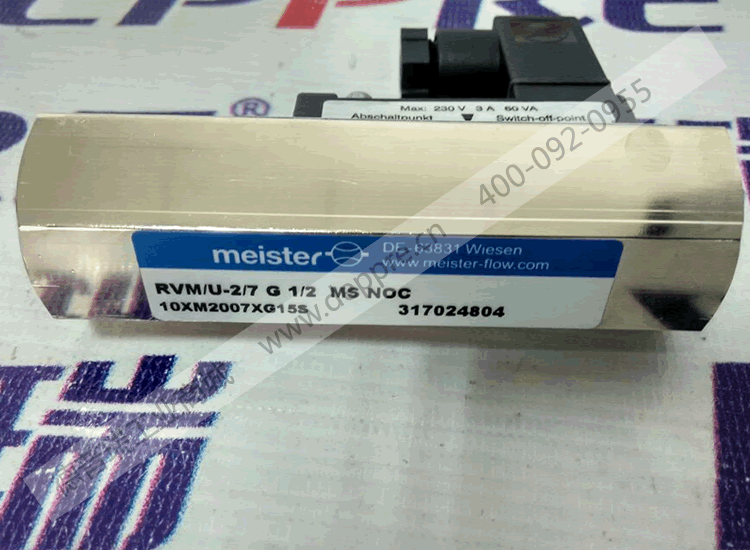 PPRE
®
Max: 230 V 3 A 60 VA
Abschaltpunkt ▼ Switch-off-point
400-092-0955
meister
DE-63831 Wiesen
www.meister-flow.com
RVM/U-2/7 G 1/2 MS NOC
10XM2007XG15S 317024804